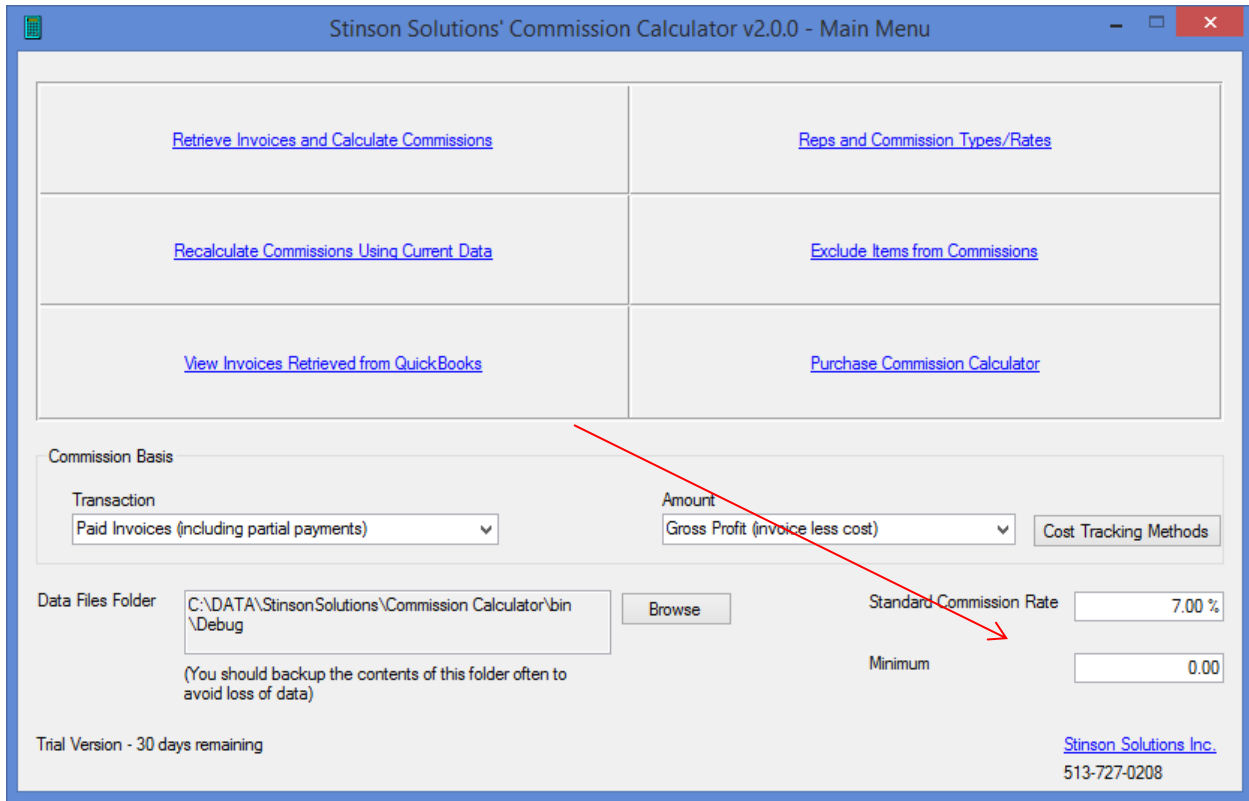 Stinson Solutions' Commission Calculator v2.0.0 - Main Menu
Retrieve Invoices and Calculate Commissions
Reps and Commission Types/Rates
Recalculate Commissions Using Current Data
Exclude Items from Commissions
View Invoices Retrieved from QuickBooks
Purchase Commission Calculator
Commission Basis
Transaction
Amount
Paid Invoices (including partial payments)
Gross Profit (invoice less cost)
Cost Tracking Methods
Data Files Folder
C:\DATA\StinsonSolutions\Commission Calculator\bin
\Debug
Browse
Standard Commission Rate
7.00 %
(You should backup the contents of this folder often to
avoid loss of data)
Minimum
0.00
Trial Version - 30 days remaining
Stinson Solutions Inc.
513-727-0208